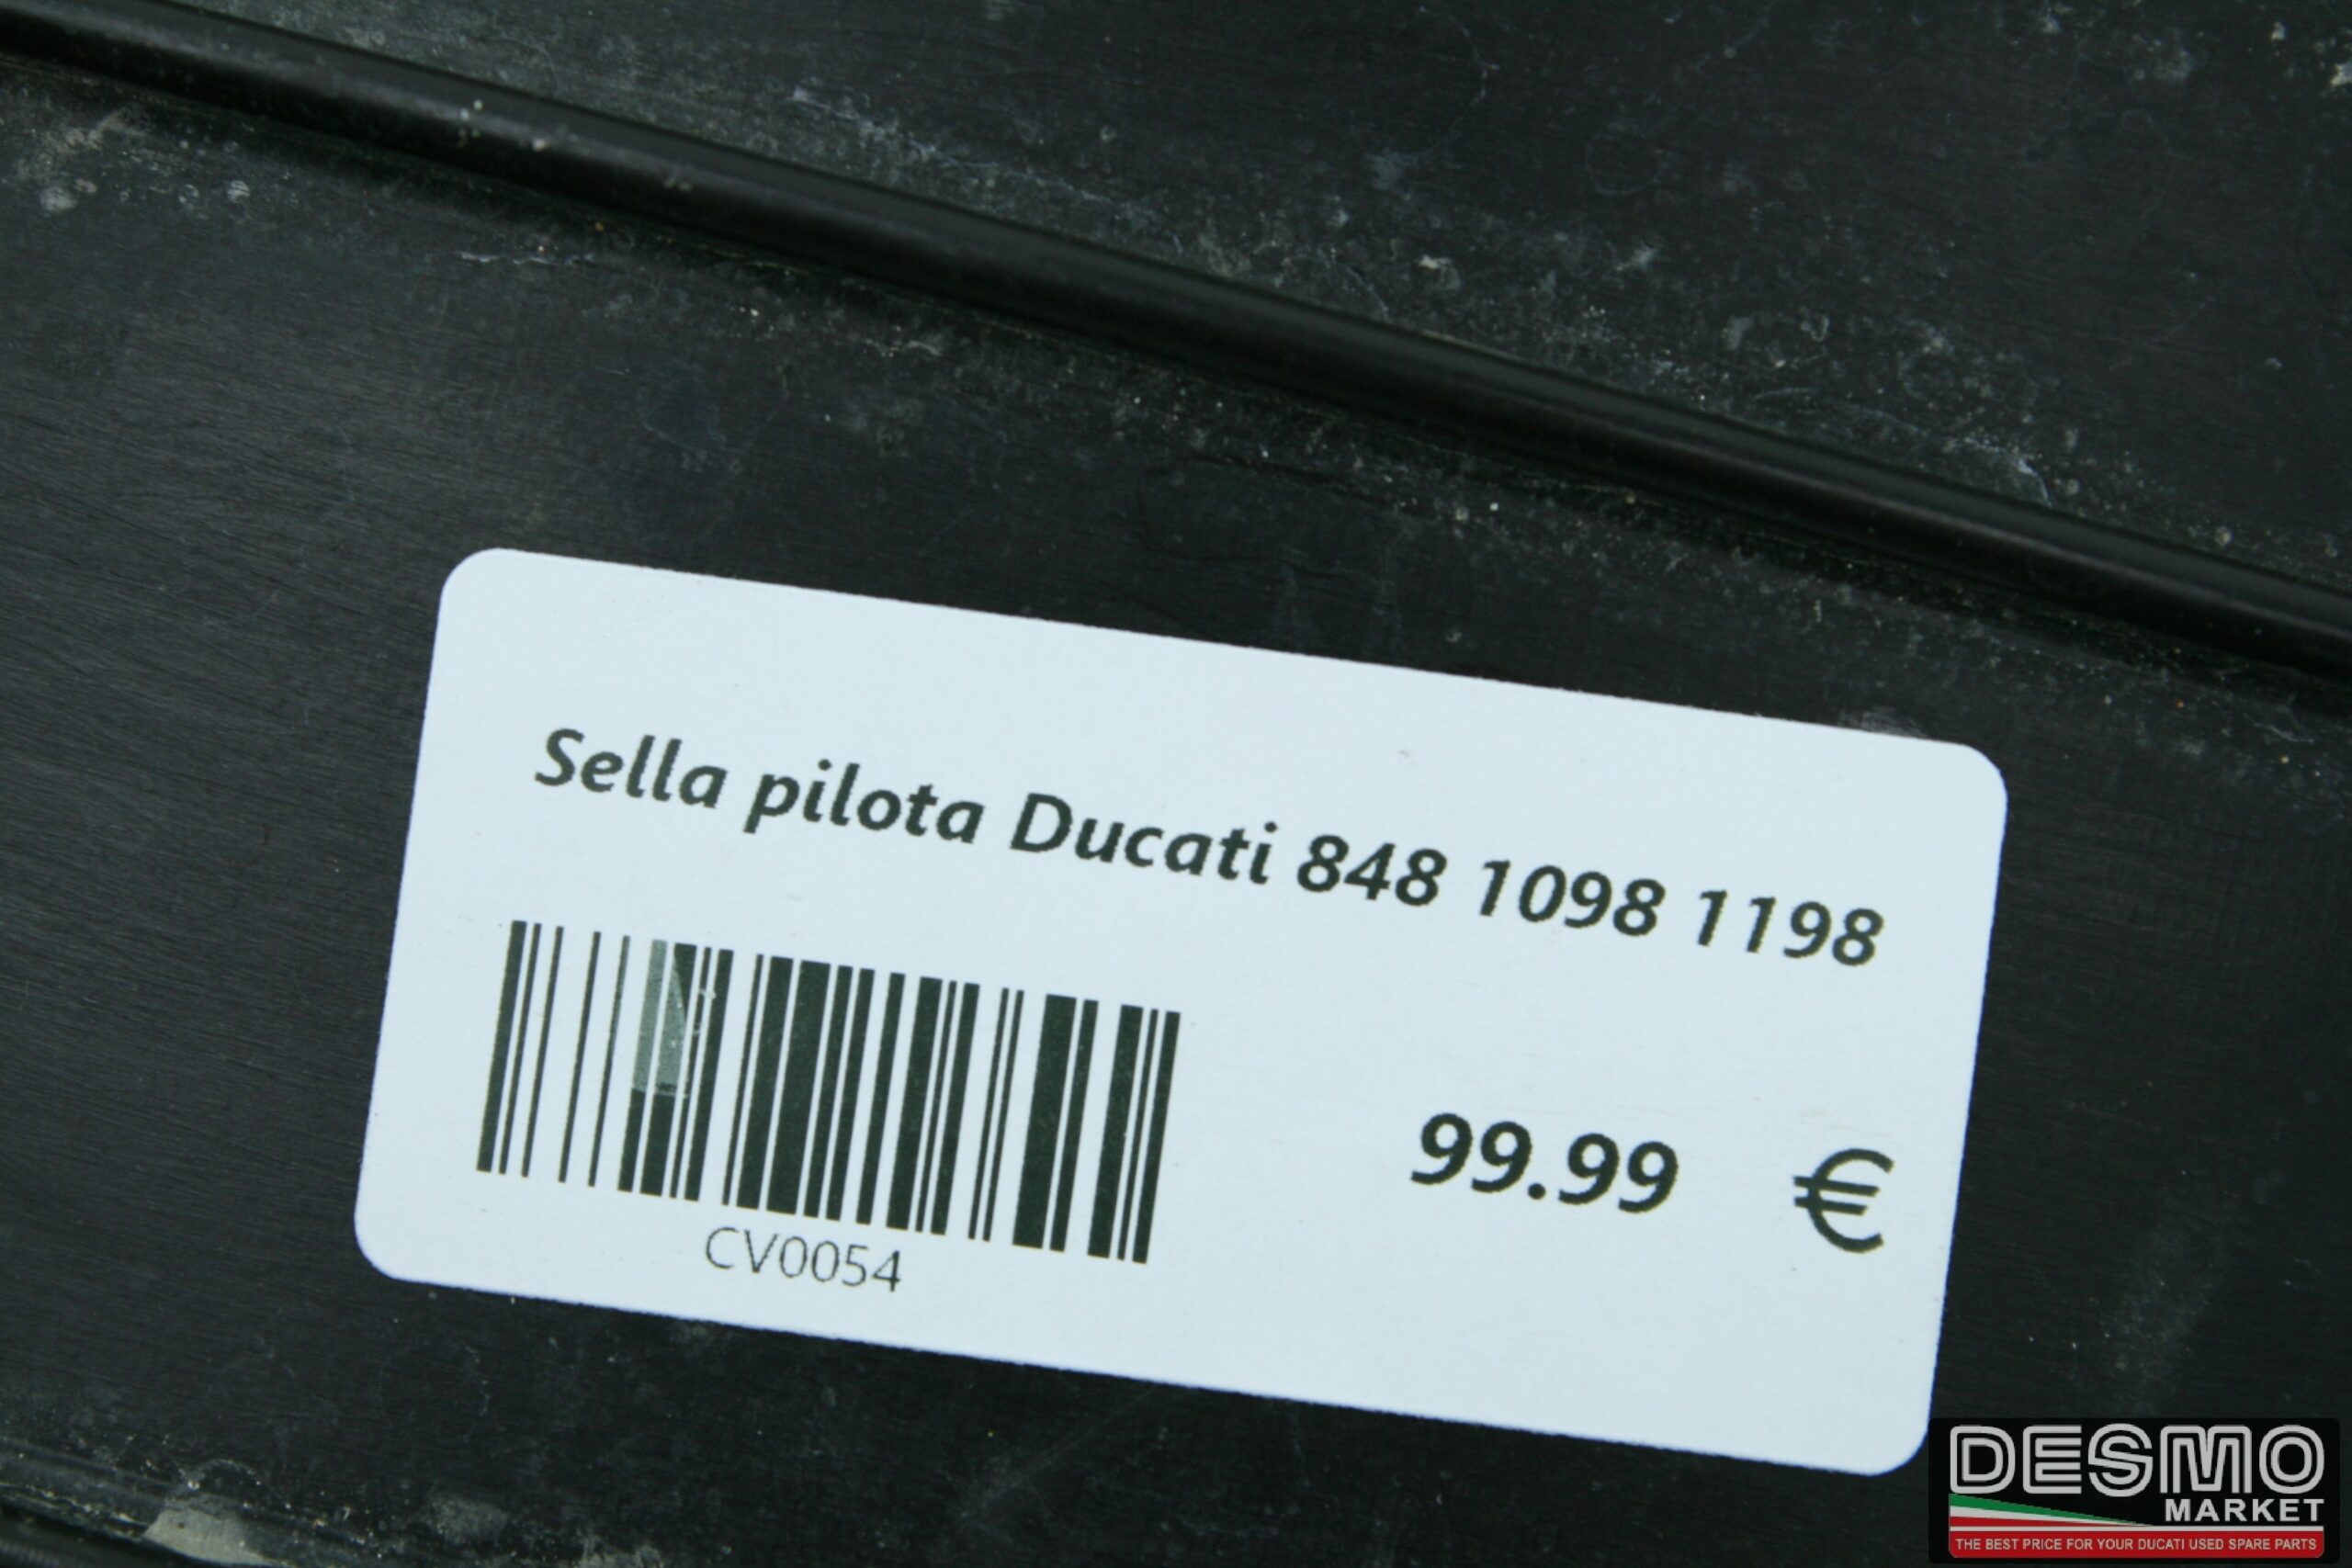 Sella pilota Ducati 848 1098 1198
99.99 €
CV0054
DESMO
MARKET
THE BEST PRICE FOR YOUR DUCATI USED SPARE PARTS